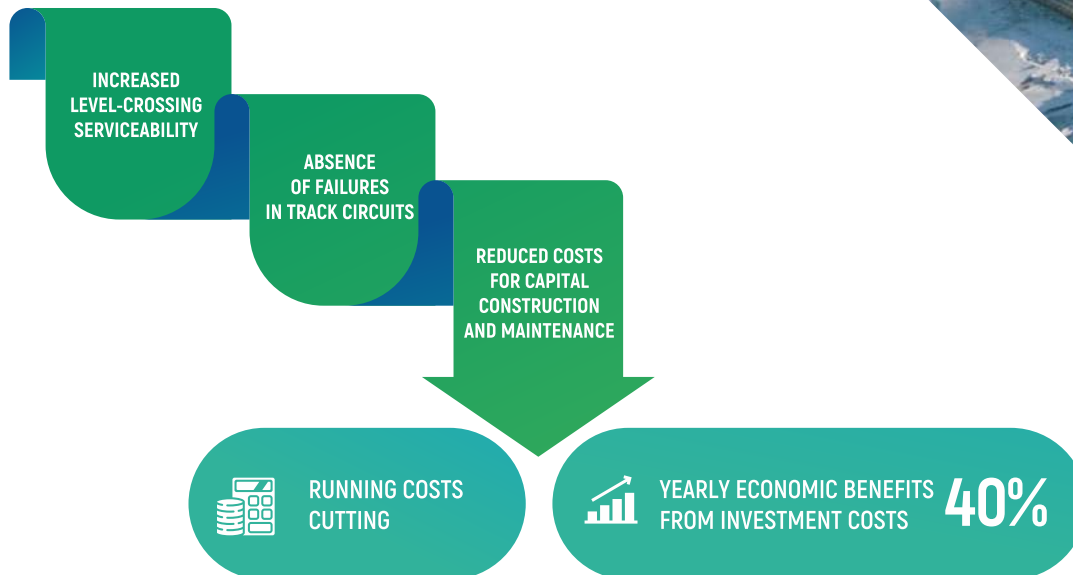 INCREASED
LEVEL-CROSSING
SERVICEABILITY
ABSENCE
OF FAILURES
IN TRACK CIRCUITS
REDUCED COSTS
FOR CAPITAL
CONSTRUCTION
AND MAINTENANCE
RUNNING COSTS
CUTTING
YEARLY ECONOMIC BENEFITS
FROM INVESTMENT COSTS
40%